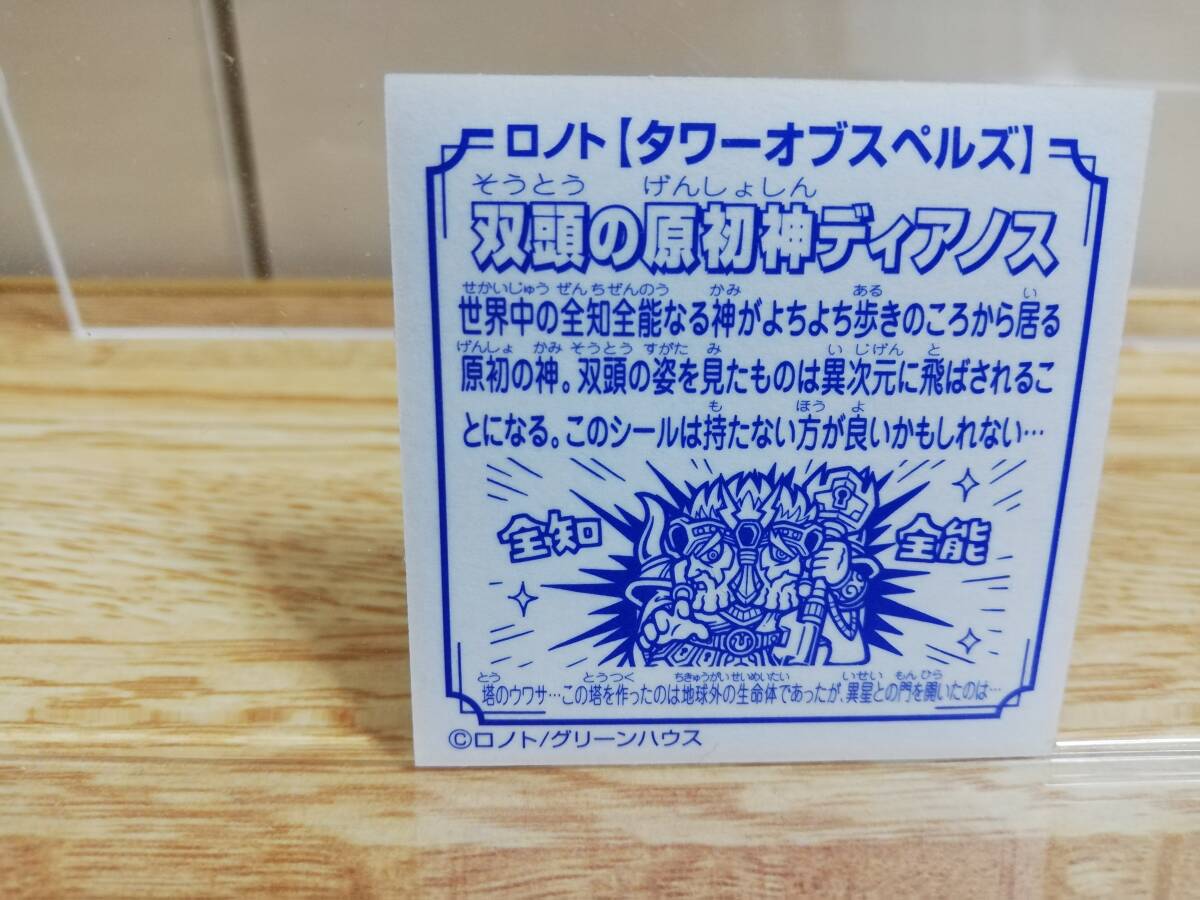 ロノト【タワーオブスペルズ】
そうとう げんしょしん
双頭の原初神ディアノス
せかいじゅう ぜんちぜんのう かみ ある い
世界中の全知全能なる神がよちよち歩きのころから居る
げんしょ かみ そうとう すがた み い じげん と
原初の神。双頭の姿を見たものは異次元に飛ばされるこ
も ほう よ
とになる。このシールは持たない方が良いかもしれない…
全知
全能
とう とうつく ちきゅうがいせいめいたい いせい もん ひら
塔のウワサ…この塔を作ったのは地球外の生命体であったが、異星との門を開いたのは…
©ロノト/グリーンハウス